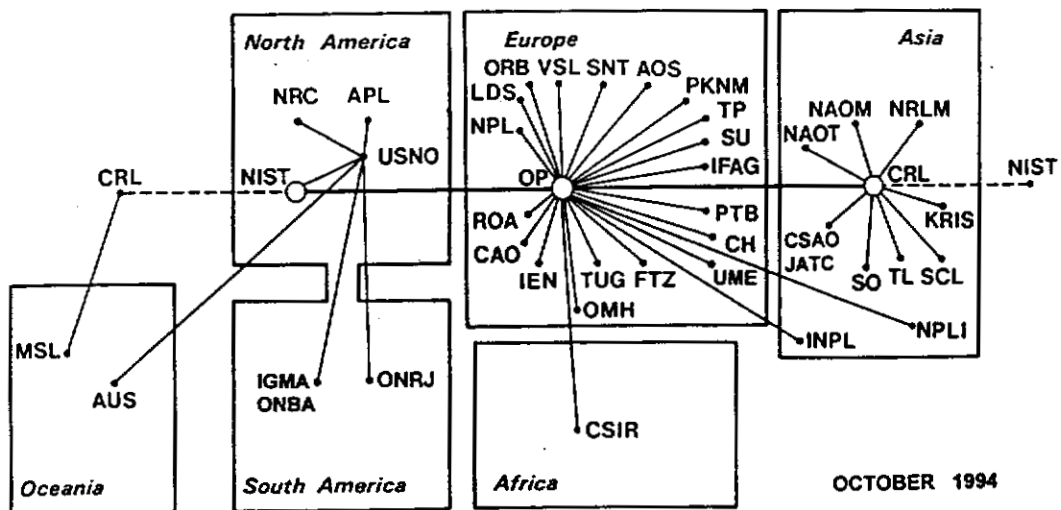 North America
Europe
Asia
ORB VSL SNT AOS
LDS
PKNM
NRC APL
NPL
TP
NAOM NRLM
SU
NAOT
USNO
IFAG
CRL
NIST
OP
CRL
NIST
ROA
PTB
KRIS
CAO
CH
CSAO
JATC
IEN TUG FTZ UME
SO TL SCL
OMH
MSL
INPL
NPLI
AUS
IGMA
ONBA
ONRJ
CSIR
Oceania
South America
Africa
OCTOBER 1994